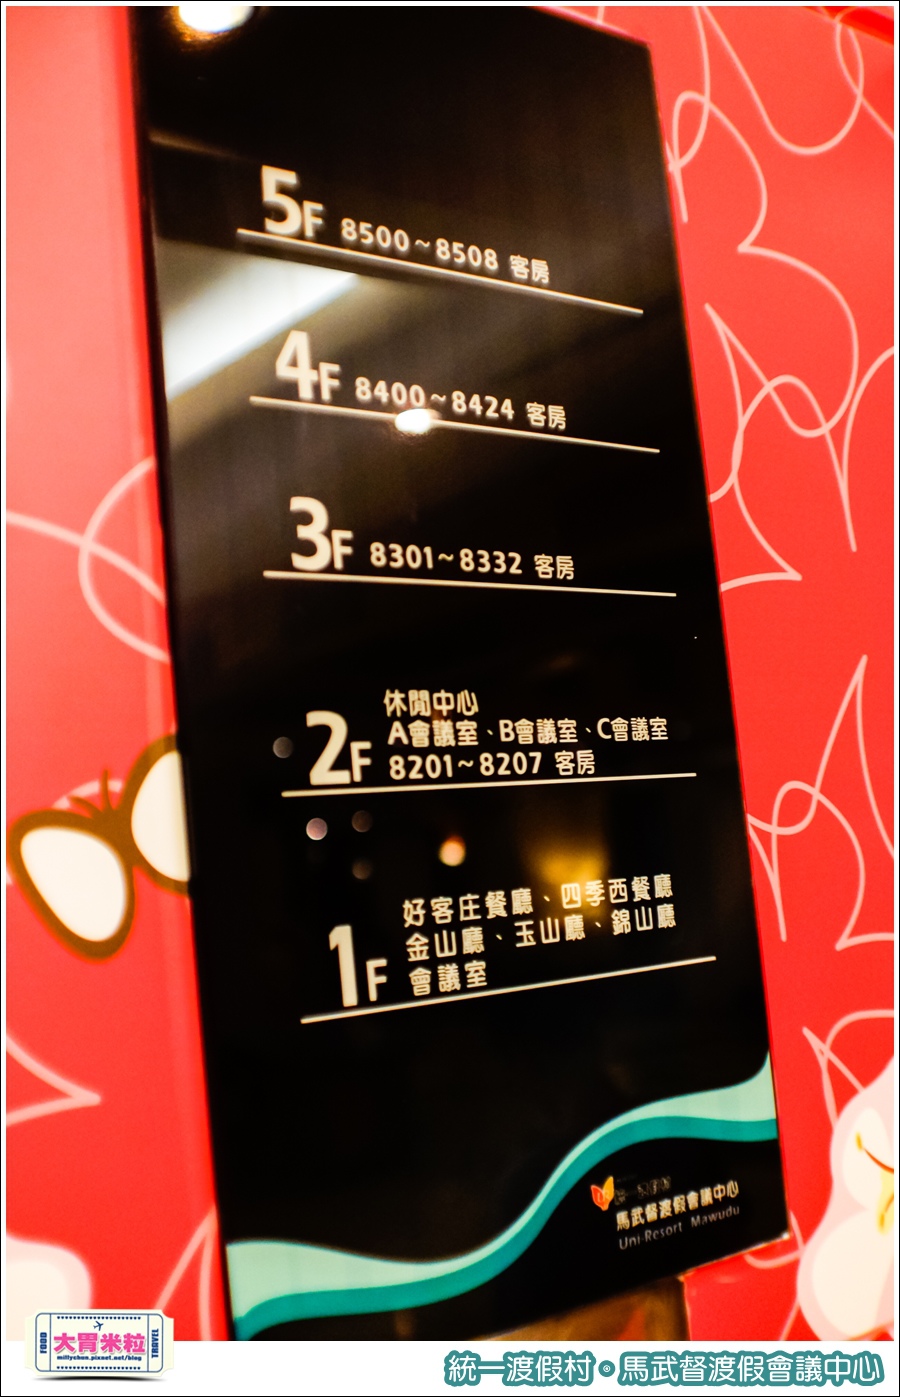 5F 8500~8508 客房
4F 8400~8424 客房
3F 8301~8332 客房
休閒中心
A會議室、B會議室、C會議室
2F 8201~8207 客房
好客庄餐廳、四季西餐廳
金山廳、玉山廳、錦山廳
1F 會議室
馬武督渡假會議中心
Uni-Resort Mawudu
FOOD 大胃米粒 TRAVEL
millychun.pixnet.net/blog
統一渡假村。馬武督渡假會議中心